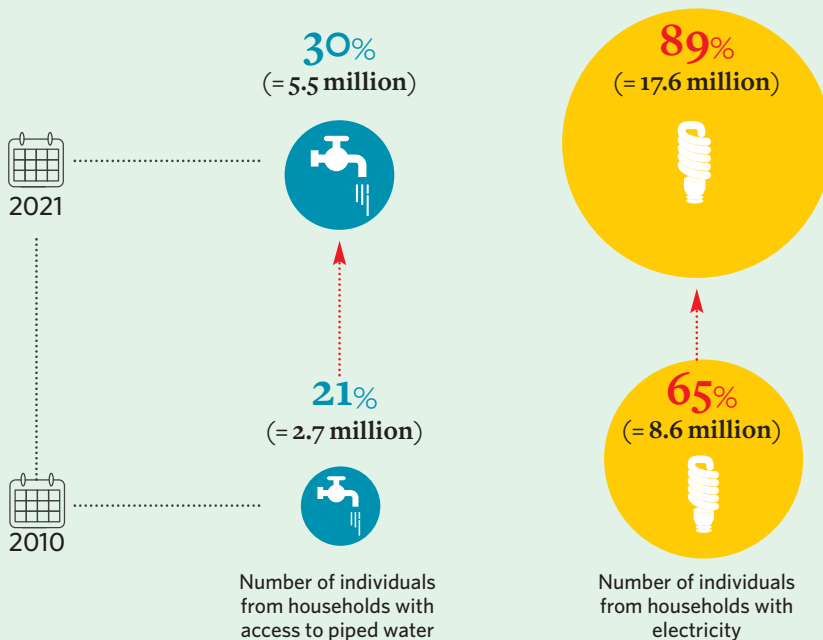 30%
(= 5.5 million)
89%
(= 17.6 million)
2021
21%
(= 2.7 million)
65%
(= 8.6 million)
2010
Number of individuals
from households with
access to piped water
Number of individuals
from households with
electricity